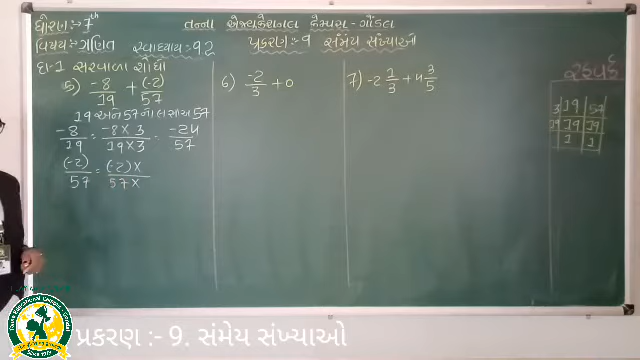 ધોરણ:- 7th
તન્ના એજ્યુકેશનલ કેમ્પસ - ગોંડલ
વિષય:- ગણિત
સ્વાધ્યાય - 9.2
પ્રકરણ:- 9 સંમેય સંખ્યાઓ
દા-1 સરવાળા શોધો
5) -8/19 + (-2)/57
19 અને 57 નો લ.સા.અ 57
-8/19 = -8×3/19×3 = -24/57
(-2)/57 = (-2)×/57×
6) -2/3 + 0
7) -2 2/3 + 4 3/5
3 | 19 | 57
19 | 19 | 19
1 | 1
પ્રકરણ :- 9. સંમેય સંખ્યાઓ